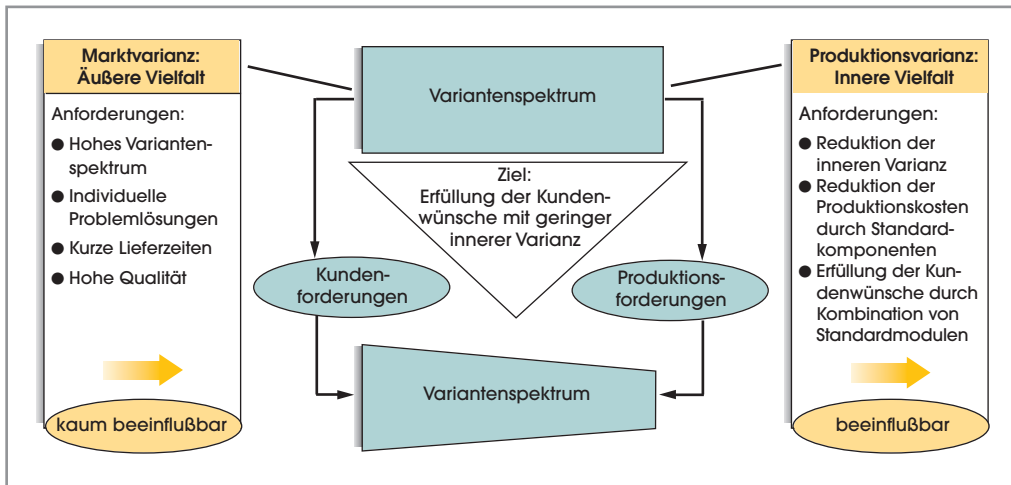 Marktvarianz:
Äußere Vielfalt
Anforderungen:
● Hohes Varianten-
spektrum
● Individuelle
Problemlösungen
● Kurze Lieferzeiten
● Hohe Qualität
kaum beeinflußbar
Variantenspektrum
Ziel:
Erfüllung der Kunden-
wünsche mit geringer
innerer Varianz
Kunden-
forderungen
Produktions-
forderungen
Variantenspektrum
Produktionsvarianz:
Innere Vielfalt
Anforderungen:
● Reduktion der
inneren Varianz
● Reduktion der
Produktionskosten
durch Standard-
komponenten
● Erfüllung der Kun-
denwünsche durch
Kombination von
Standardmodulen
beeinflußbar